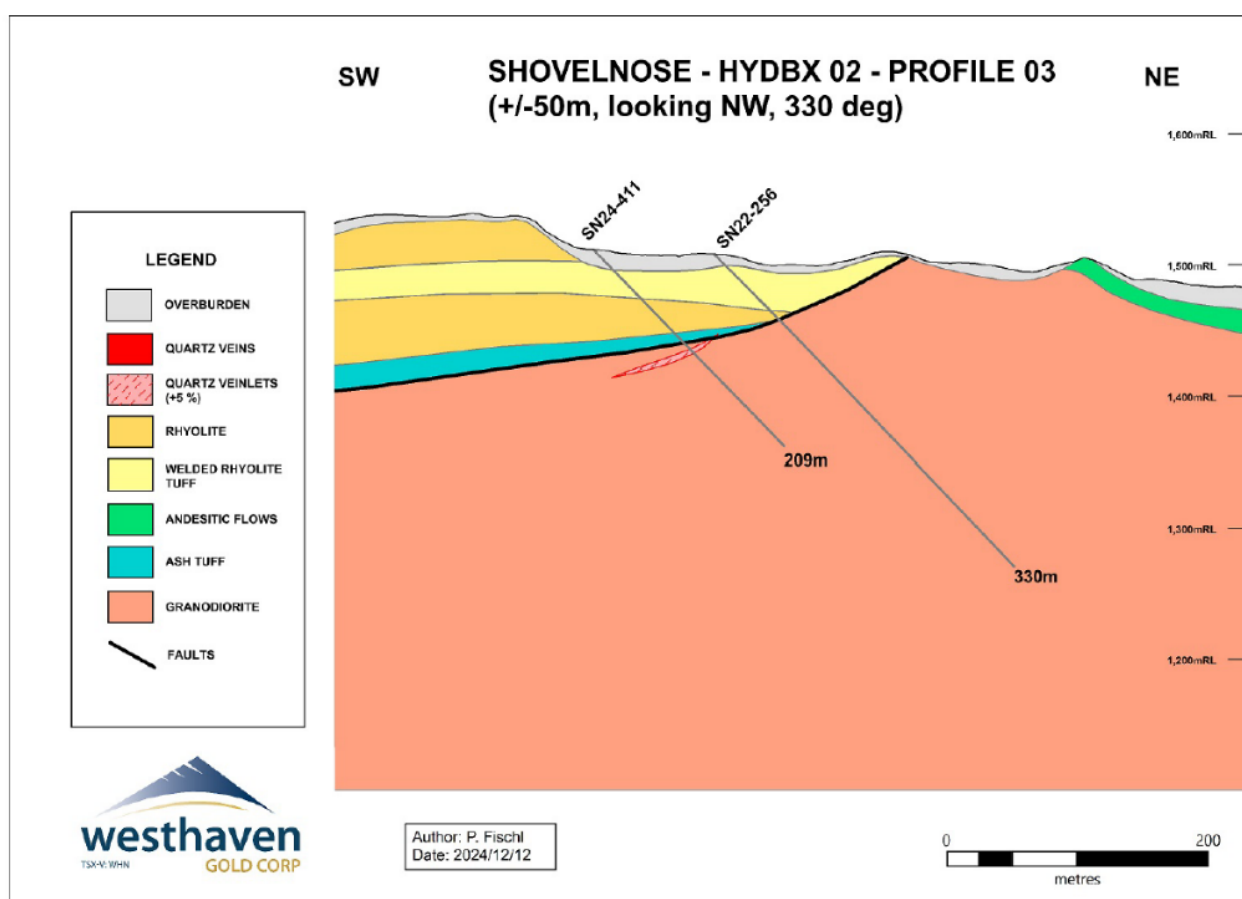 SW
SHOVELNOSE - HYDBX 02 - PROFILE 03
NE
(+/-50m, looking NW, 330 deg)
1,600mRL
SN24-411
SN22-256
LEGEND
OVERBURDEN
QUARTZ VEINS
QUARTZ VEINLETS
(+5 %)
RHYOLITE
WELDED RHYOLITE
TUFF
ANDESITIC FLOWS
ASH TUFF
GRANODIORITE
FAULTS
1,500mRL
1,400mRL
209m
1,300mRL
330m
1,200mRL
westhaven
TSX-V: WHN
GOLD CORP
Author: P. Fischl
Date: 2024/12/12
0
200
metres